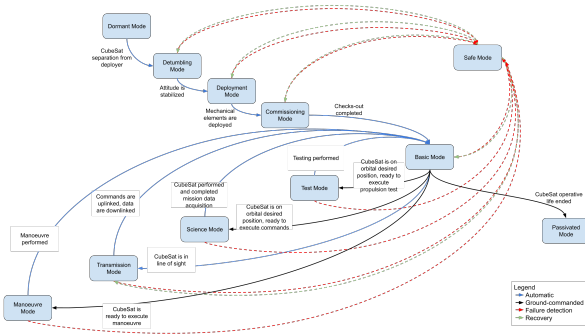 Dormant Mode
CubeSat
separation from
deployer
Detumbling
Mode
Safe Mode
Attitude is
stabilized
Deployment
Mode
Mechanical
elements are
deployed
Commissioning
Mode
Checks-out
completed
Basic Mode
Testing performed
CubeSat is on
orbital desired
position, ready to
execute
propulsion test
Test Mode
CubeSat performed
and completed
mission data
acquisition
Commands are
uplinked, data
are downlinked
CubeSat operative
life ended
CubeSat is on
orbital desired
position, ready to
execute commands.
Science Mode
Passivated
Mode
Manoeuvre
performed
CubeSat is in
line of sight
Transmission
Mode
Manoeuvre
Mode
CubeSat
is ready to execute
manoeuvre
Legend
Automatic
Ground-commanded
Failure detection
Recovery